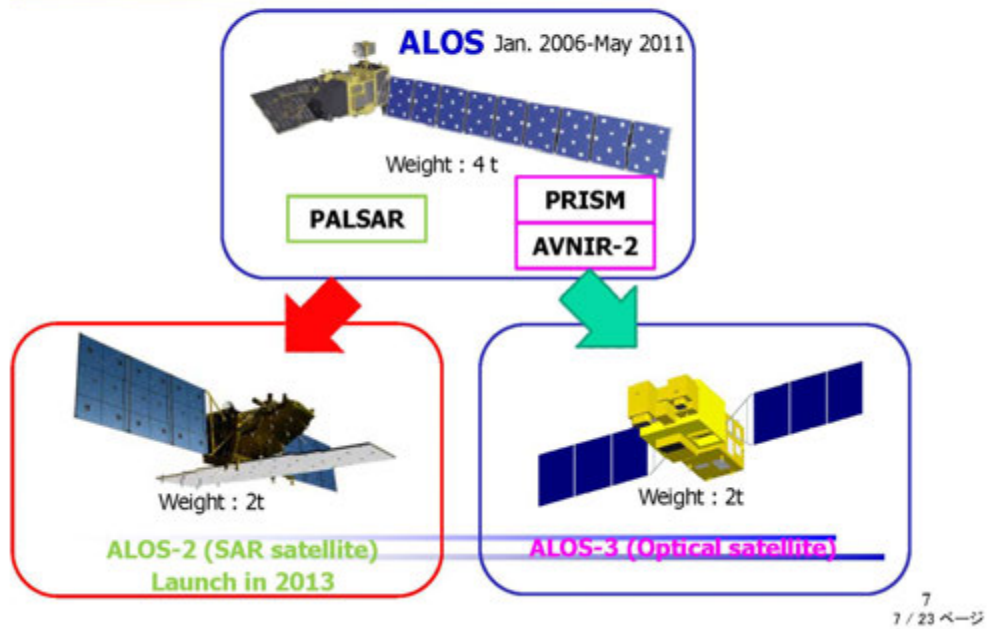 ALOS Jan. 2006-May 2011
Weight : 4 t
PALSAR
PRISM
AVNIR-2
Weight : 2t
ALOS-2 (SAR satellite)
Launch in 2013
Weight : 2t
ALOS-3 (Optical satellite)
7
7 / 23 ページ